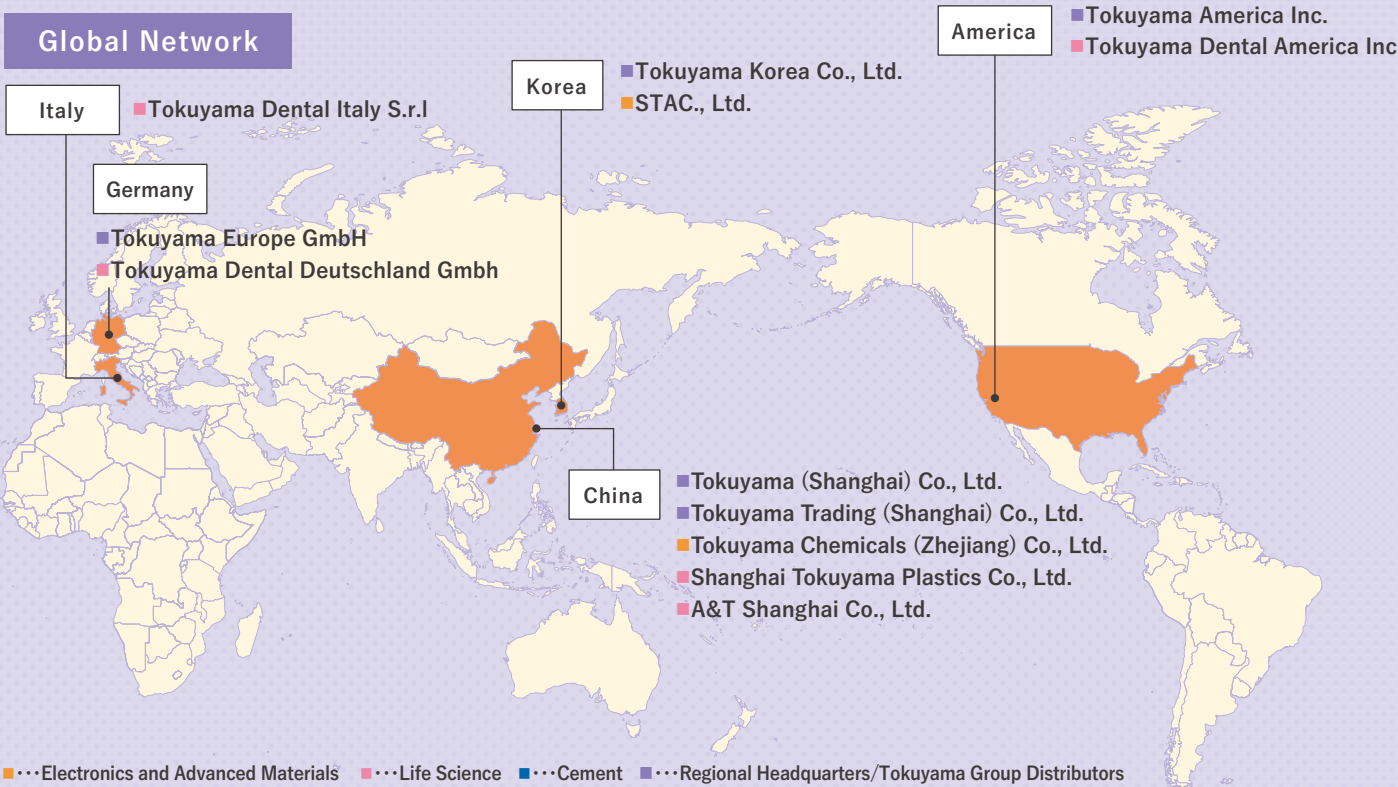 Global Network
Italy
■Tokuyama Dental Italy S.r.l
Germany
■Tokuyama Europe GmbH
■Tokuyama Dental Deutschland Gmbh
Korea
■Tokuyama Korea Co., Ltd.
■STAC., Ltd.
America
■Tokuyama America Inc.
■Tokuyama Dental America Inc
China
■Tokuyama (Shanghai) Co., Ltd.
■Tokuyama Trading (Shanghai) Co., Ltd.
■Tokuyama Chemicals (Zhejiang) Co., Ltd.
■Shanghai Tokuyama Plastics Co., Ltd.
■A&T Shanghai Co., Ltd.
■･･･Electronics and Advanced Materials ■･･･Life Science ■･･･Cement ■･･･Regional Headquarters/Tokuyama Group Distributors